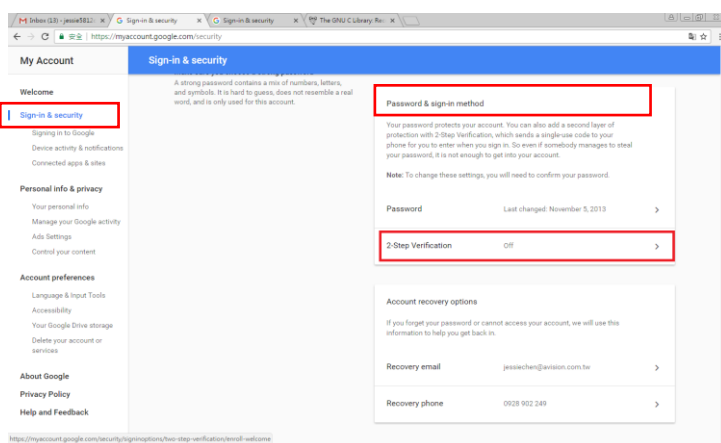 Inbox (13) - jessie5812
Sign-in & security
Sign-in & security
The GNU C Library: Re
安全 | https://myaccount.google.com/security
My Account
Sign-in & security
Welcome
Sign-in & security
Signing in to Google
Device activity & notifications
Connected apps & sites
Personal info & privacy
Your personal info
Manage your Google activity
Ads Settings
Control your content
Account preferences
Language & Input Tools
Accessibility
Your Google Drive storage
Delete your account or
services
About Google
Privacy Policy
Help and Feedback
A strong password contains a mix of numbers, letters,
and symbols. It is hard to guess, does not resemble a real
word, and is only used for this account.
Password & sign-in method
Your password protects your account. You can also add a second layer of
protection with 2-Step Verification, which sends a single-use code to your
phone for you to enter when you sign in. So even if somebody manages to steal
your password, it is not enough to get into your account.
Note: To change these settings, you will need to confirm your password.
Password Last changed: November 5, 2013
2-Step Verification Off
Account recovery options
If you forget your password or cannot access your account, we will use this
information to help you get back in.
Recovery email jessiechen@avision.com.tw
Recovery phone 0928 902 249
https://myaccount.google.com/security/signinoptions/two-step-verification/enroll-welcome